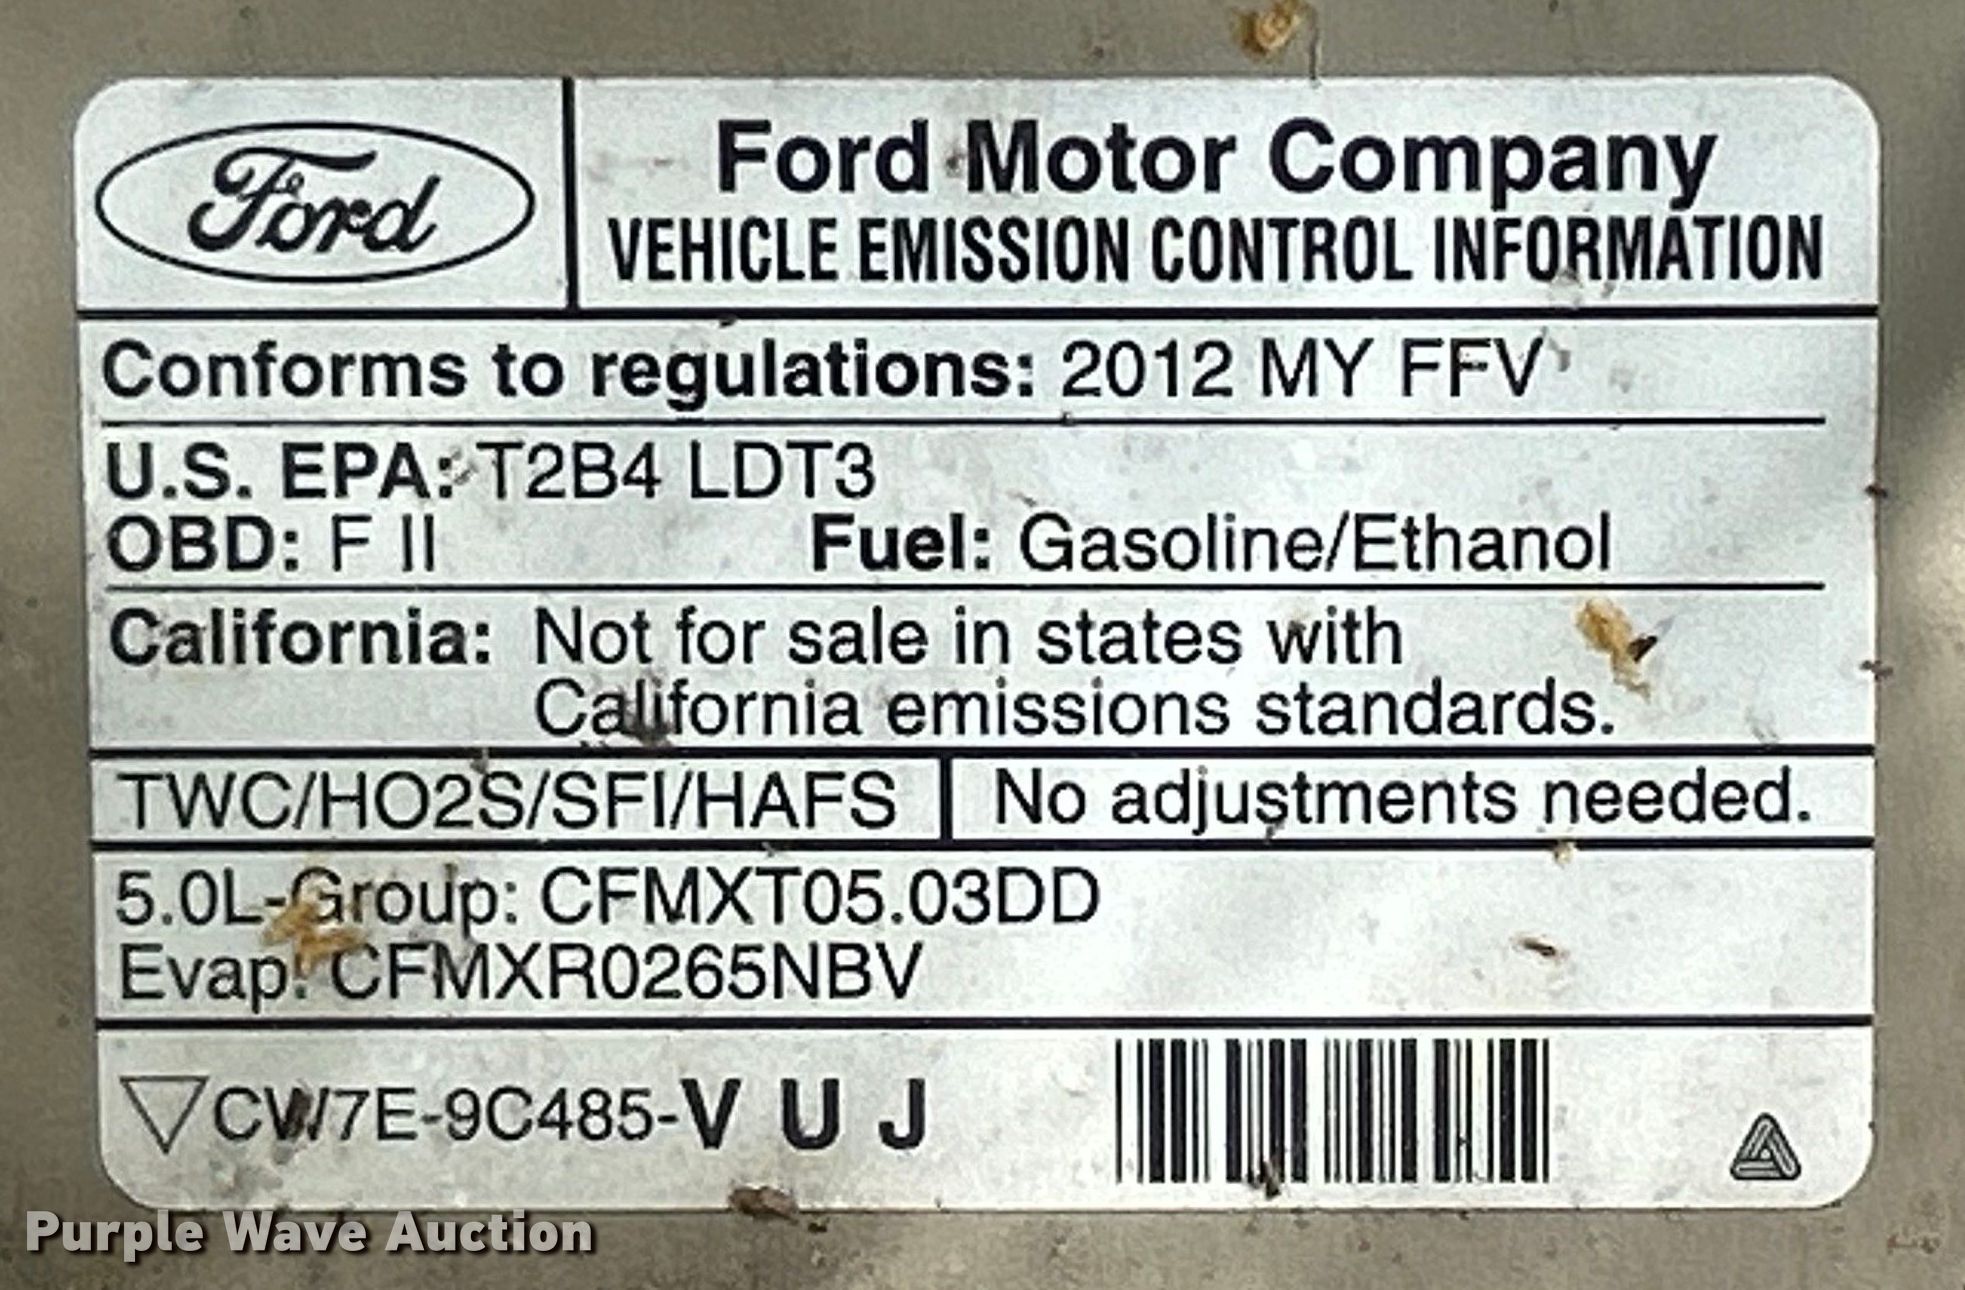 Ford
Ford Motor Company
VEHICLE EMISSION CONTROL INFORMATION
Conforms to regulations: 2012 MY FFV
U.S. EPA: T2B4 LDT3
OBD: F II Fuel: Gasoline/Ethanol
California: Not for sale in states with
California emissions standards.
TWC/HO2S/SFI/HAFS
No adjustments needed.
5.0L-Group: CFMXT05.03DD
Evap: CFMXR0265NBV
CW7E-9C485-V U J
Purple Wave Auction